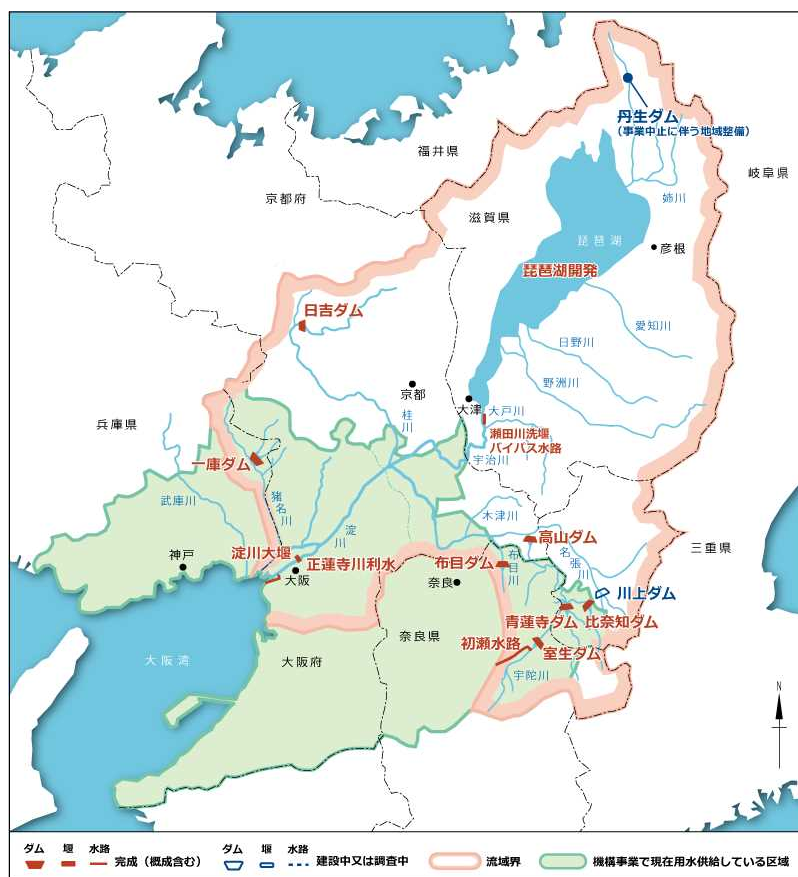 丹生ダム
（事業中止に伴う地域整備）
福井県
岐阜県
京都府
滋賀県
姉川
琵琶湖
彦根
琵琶湖開発
日吉ダム
愛知川
日野川
野洲川
京都
大津
大戸川
桂川
兵庫県
瀬田川洗堰
バイパス水路
宇治川
一庫ダム
武庫川
猪名川
淀川
木津川
高山ダム
三重県
神戸
淀川大堰
正蓮寺川利水
大阪
布目ダム
布目川
名張川
奈良
川上ダム
青蓮寺ダム
比奈知ダム
奈良県
初瀬水路
室生ダム
大阪湾
大阪府
宇陀川
N
ダム 堰 水路 完成（概成含む）
ダム 堰 水路 建設中又は調査中
流域界
機構事業で現在用水供給している区域